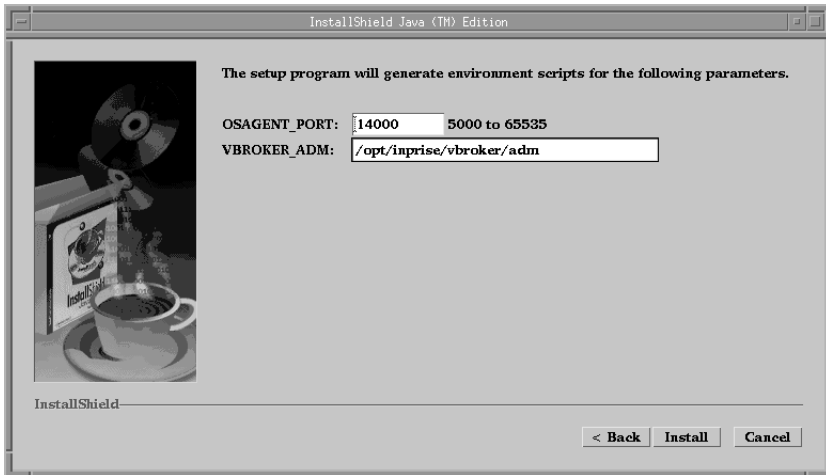 InstallShield Java (TM) Edition
The setup program will generate environment scripts for the following parameters.
OSAGENT_PORT: 14000 5000 to 65535
VBROKER_ADM: /opt/inprise/vbroker/adm
InstallShield
InstallShield
< Back Install Cancel